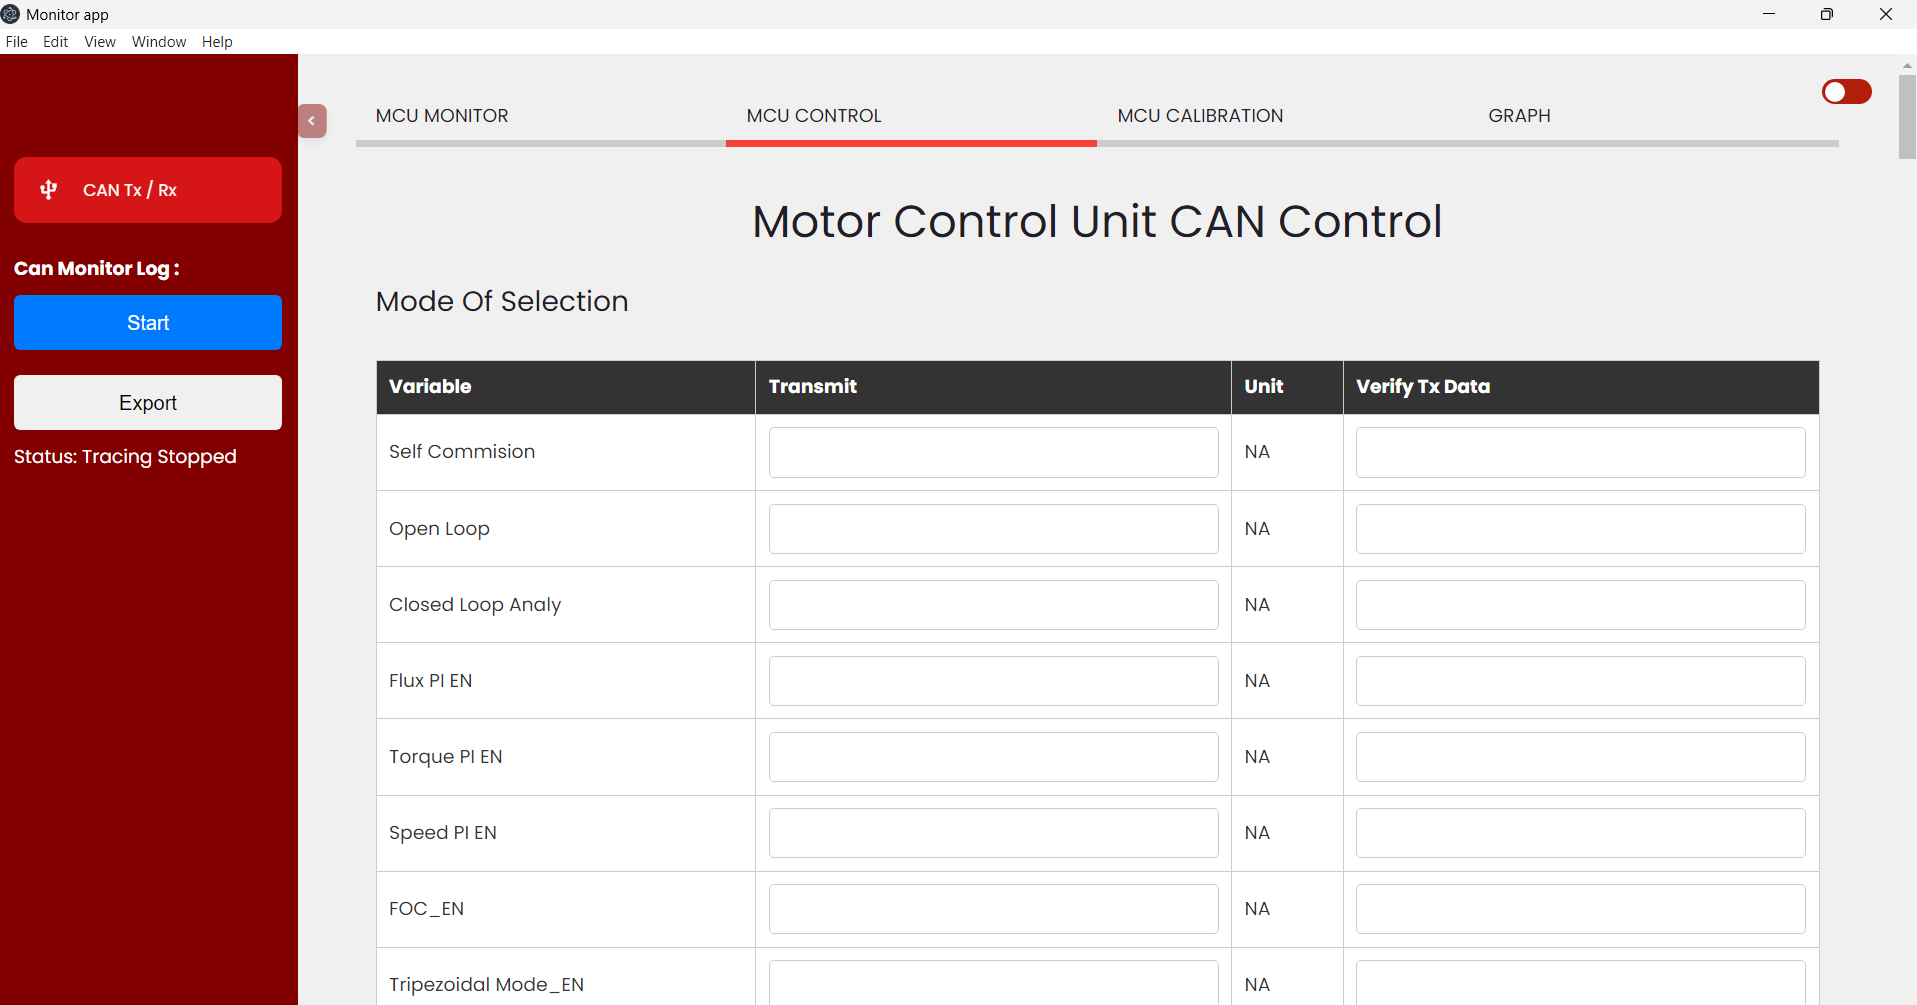 Monitor app
File Edit View Window Help
MCU MONITOR MCU CONTROL MCU CALIBRATION GRAPH
CAN Tx / Rx
Can Monitor Log :
Start
Export
Status: Tracing Stopped
Motor Control Unit CAN Control
Mode Of Selection
Variable Transmit Unit Verify Tx Data
Self Commision NA
Open Loop NA
Closed Loop Analy NA
Flux PI EN NA
Torque PI EN NA
Speed PI EN NA
FOC_EN NA
Tripezoidal Mode_EN NA